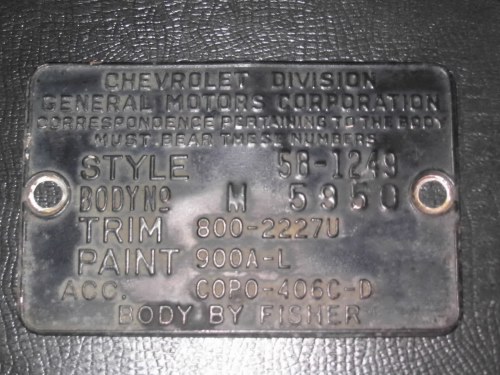 CHEVROLET DIVISION
GENERAL MOTORS CORPORATION
CORRESPONDENCE PERTAINING TO THE BODY
MUST BEAR THESE NUMBERS
STYLE 58-1249
BODY No M 5950
TRIM 800-2227U
PAINT 900A-L
ACC. COPO-406C-D
BODY BY FISHER